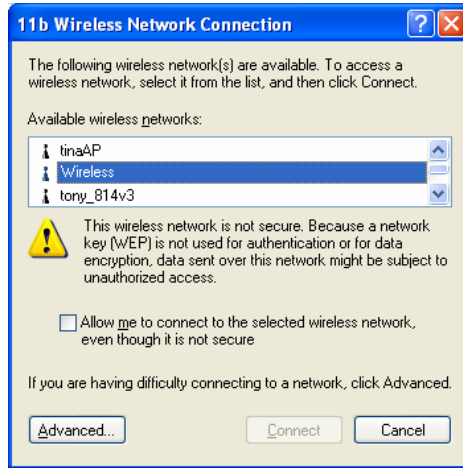 11b Wireless Network Connection
The following wireless network(s) are available. To access a
wireless network, select it from the list, and then click Connect.
Available wireless networks:
tinaAP
Wireless
tony_814v3
This wireless network is not secure. Because a network
key (WEP) is not used for authentication or for data
encryption, data sent over this network might be subject to
unauthorized access.
Allow me to connect to the selected wireless network,
even though it is not secure
If you are having difficulty connecting to a network, click Advanced.
Advanced... Connect Cancel